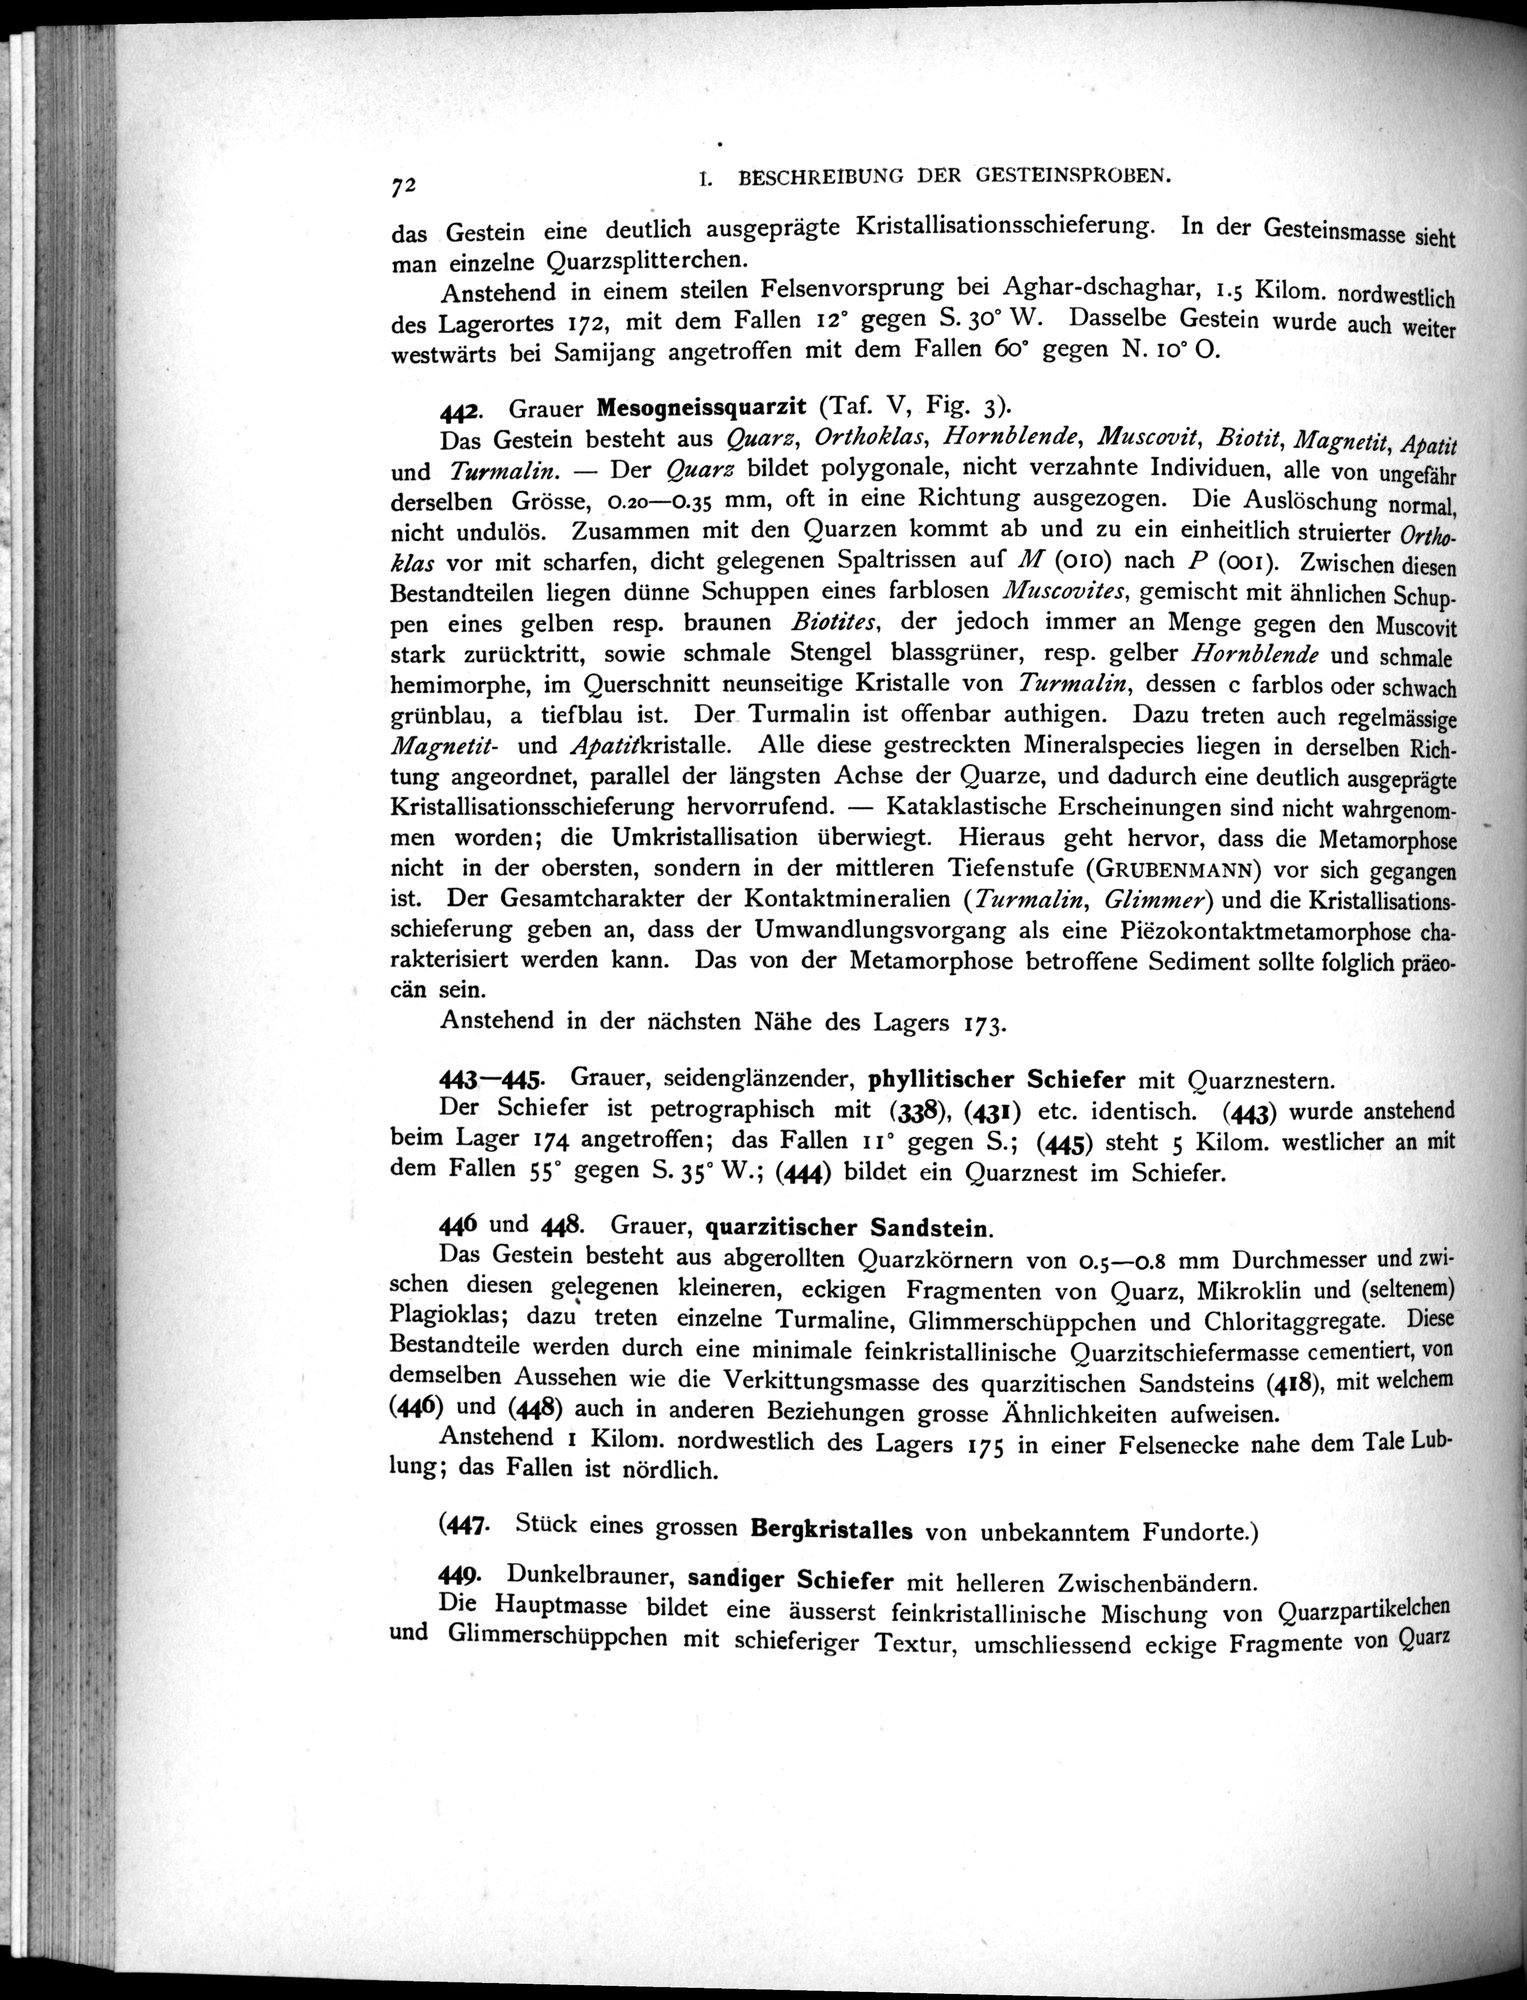 72
I. BESCHREIBUNG DER GESTEINSPROBEN.
das Gestein eine deutlich ausgeprägte Kristallisationsschieferung. In der Gesteinsmasse sieht
man einzelne Quarzsplitterchen.
Anstehend in einem steilen Felsenvorsprung bei Aghar-dschaghar, 1.5 Kilom. nordwestlich
des Lagerortes 172, mit dem Fallen 12° gegen S. 30° W. Dasselbe Gestein wurde auch weiter
westwärts bei Samijang angetroffen mit dem Fallen 60° gegen N. 10° O.
442. Grauer Mesogneissquarzit (Taf. V, Fig. 3).
Das Gestein besteht aus Quarz, Orthoklas, Hornblende, Muscovit, Biotit, Magnetit, Apatit
und Turmalin. — Der Quarz bildet polygonale, nicht verzahnte Individuen, alle von ungefähr
derselben Grösse, 0.20—0.35 mm, oft in eine Richtung ausgezogen. Die Auslöschung normal,
nicht undulös. Zusammen mit den Quarzen kommt ab und zu ein einheitlich struierter Ortho-
klas vor mit scharfen, dicht gelegenen Spaltrissen auf M (010) nach P (001). Zwischen diesen
Bestandteilen liegen dünne Schuppen eines farblosen Muscovites, gemischt mit ähnlichen Schup-
pen eines gelben resp. braunen Biotites, der jedoch immer an Menge gegen den Muscovit
stark zurücktritt, sowie schmale Stengel blassgrüner, resp. gelber Hornblende und schmale
hemimorphe, im Querschnitt neunseitige Kristalle von Turmalin, dessen c farblos oder schwach
grünblau, a tiefblau ist. Der Turmalin ist offenbar authigen. Dazu treten auch regelmässige
Magnetit- und Apatitkristalle. Alle diese gestreckten Mineralspecies liegen in derselben Rich-
tung angeordnet, parallel der längsten Achse der Quarze, und dadurch eine deutlich ausgeprägte
Kristallisationsschieferung hervorrufend. — Kataklastische Erscheinungen sind nicht wahrgenom-
men worden; die Umkristallisation überwiegt. Hieraus geht hervor, dass die Metamorphose
nicht in der obersten, sondern in der mittleren Tiefenstufe (GRUBENMANN) vor sich gegangen
ist. Der Gesamtcharakter der Kontaktmineralien (Turmalin, Glimmer) und die Kristallisations-
schieferung geben an, dass der Umwandlungsvorgang als eine Piëzokontaktmetamorphose cha-
rakterisiert werden kann. Das von der Metamorphose betroffene Sediment sollte folglich präeo-
cän sein.
Anstehend in der nächsten Nähe des Lagers 173.
443—445. Grauer, seidenglänzender, phyllitischer Schiefer mit Quarznestern.
Der Schiefer ist petrographisch mit (338), (431) etc. identisch. (443) wurde anstehend
beim Lager 174 angetroffen; das Fallen 11° gegen S.; (445) steht 5 Kilom. westlicher an mit
dem Fallen 55° gegen S. 35° W.; (444) bildet ein Quarznest im Schiefer.
446 und 448. Grauer, quarzitischer Sandstein.
Das Gestein besteht aus abgerollten Quarzkörnern von 0.5—0.8 mm Durchmesser und zwi-
schen diesen gelegenen kleineren, eckigen Fragmenten von Quarz, Mikroklin und (seltenem)
Plagioklas; dazu treten einzelne Turmaline, Glimmerschüppchen und Chloritaggregate. Diese
Bestandteile werden durch eine minimale feinkristallinische Quarzitschiefermasse cementiert, von
demselben Aussehen wie die Verkittungsmasse des quarzitischen Sandsteins (418), mit welchem
(446) und (448) auch in anderen Beziehungen grosse Ähnlichkeiten aufweisen.
Anstehend 1 Kilom. nordwestlich des Lagers 175 in einer Felsenecke nahe dem Tale Lub-
lung; das Fallen ist nördlich.
(447. Stück eines grossen Bergkristalles von unbekanntem Fundorte.)
449. Dunkelbrauner, sandiger Schiefer mit helleren Zwischenbändern.
Die Hauptmasse bildet eine äusserst feinkristallinische Mischung von Quarzpartikelchen
und Glimmerschüppchen mit schieferiger Textur, umschliessend eckige Fragmente von Quarz